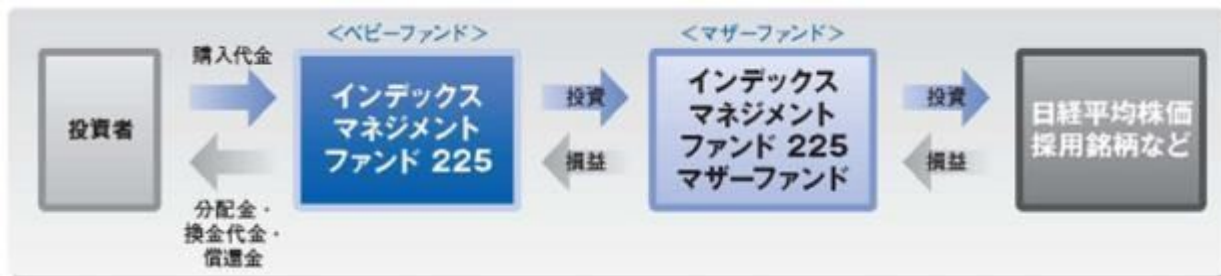 <ベビーファンド>
<マザーファンド>
投資者
購入代金
分配金・
換金代金・
償還金
インデックス
マネジメント
ファンド 225
投資
損益
インデックス
マネジメント
ファンド 225
マザーファンド
投資
損益
日経平均株価
採用銘柄など